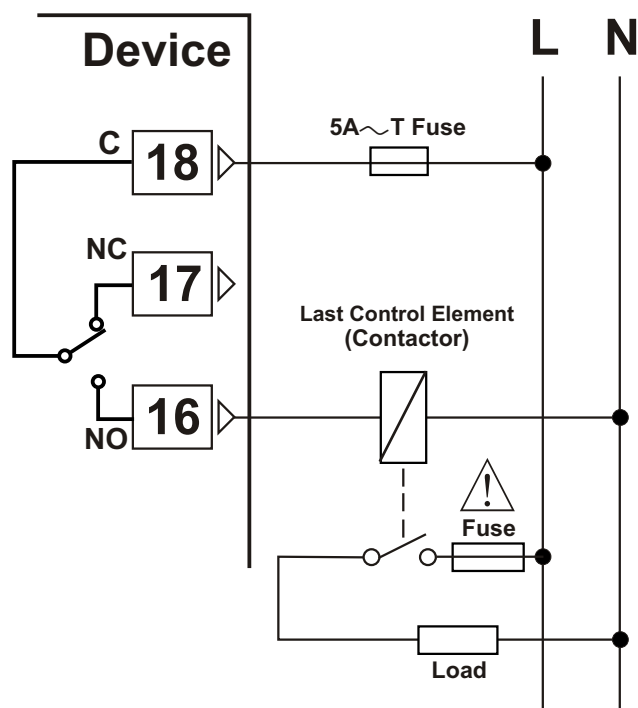 Device
L N
C
18
5A～T Fuse
NC
17
Last Control Element
(Contactor)
NO
16
!
Fuse
Load